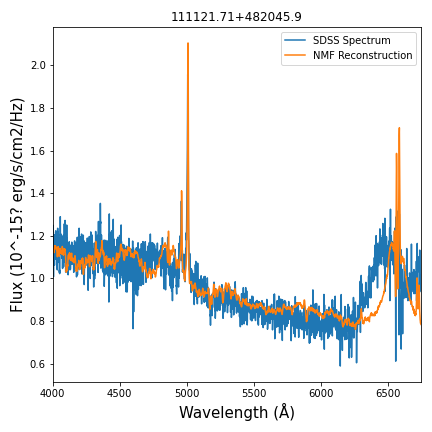 111121.71+482045.9
SDSS Spectrum
NMF Reconstruction
Flux (10^-15? erg/s/cm2/Hz)
2.0
1.8
1.6
1.4
1.2
1.0
0.8
0.6
4000 4500 5000 5500 6000 6500
Wavelength (Å)